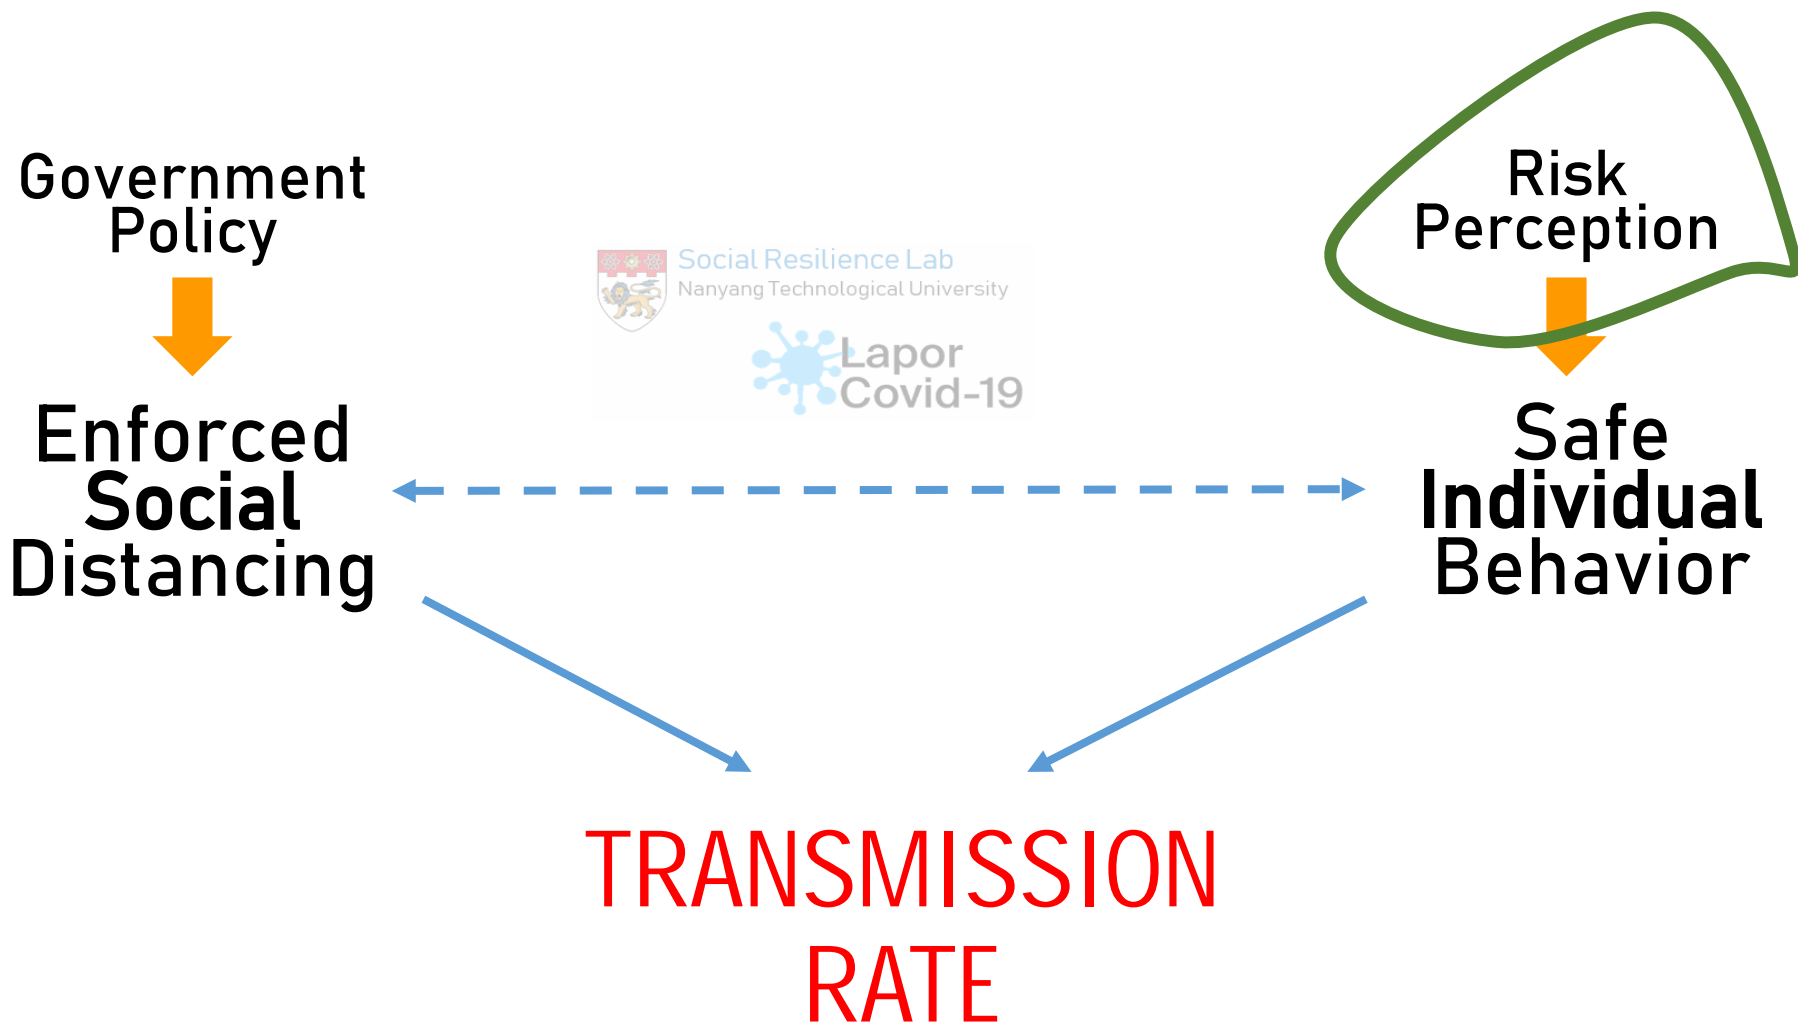 Government
Policy
Risk
Perception
Social Resilience Lab
Nanyang Technological University
Lapor
Covid-19
Enforced
Social
Distancing
Safe
Individual
Behavior
TRANSMISSION
RATE